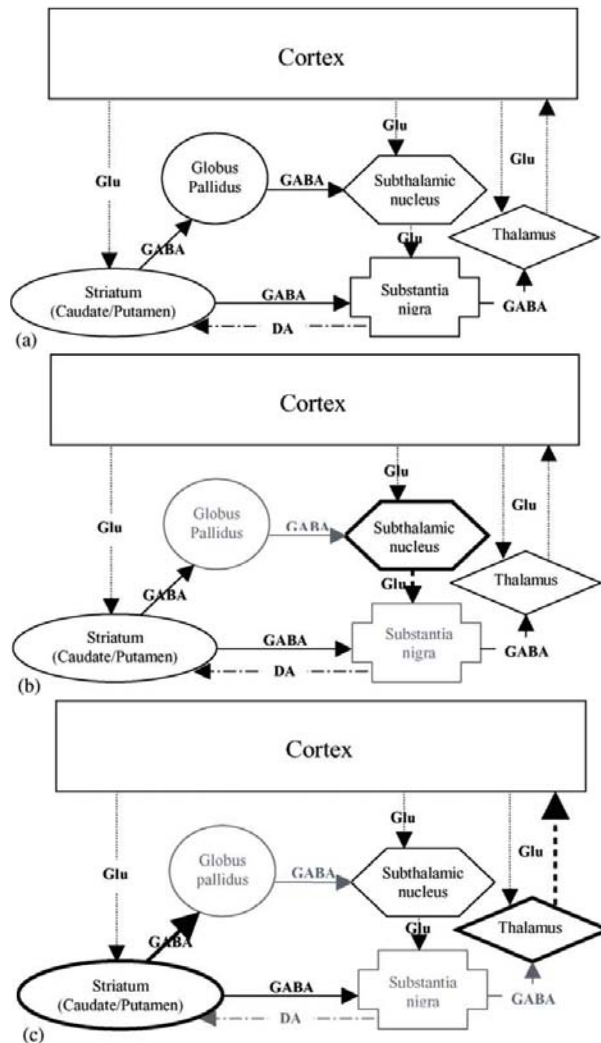 Cortex
Glu
Glu
Glu
Globus
Pallidus
GABA
Subthalamic
nucleus
Thalamus
GABA
Glu
Striatum
(Caudate/Putamen)
GABA
Substantia
nigra
GABA
DA
(a)
Cortex
Glu
Glu
Glu
Globus
Pallidus
GABA
Subthalamic
nucleus
Thalamus
GABA
Glu
Striatum
(Caudate/Putamen)
GABA
Substantia
nigra
GABA
DA
(b)
Cortex
Glu
Glu
Glu
Globus
pallidus
GABA
Subthalamic
nucleus
Thalamus
GABA
Glu
Striatum
(Caudate/Putamen)
GABA
Substantia
nigra
GABA
DA
(c)